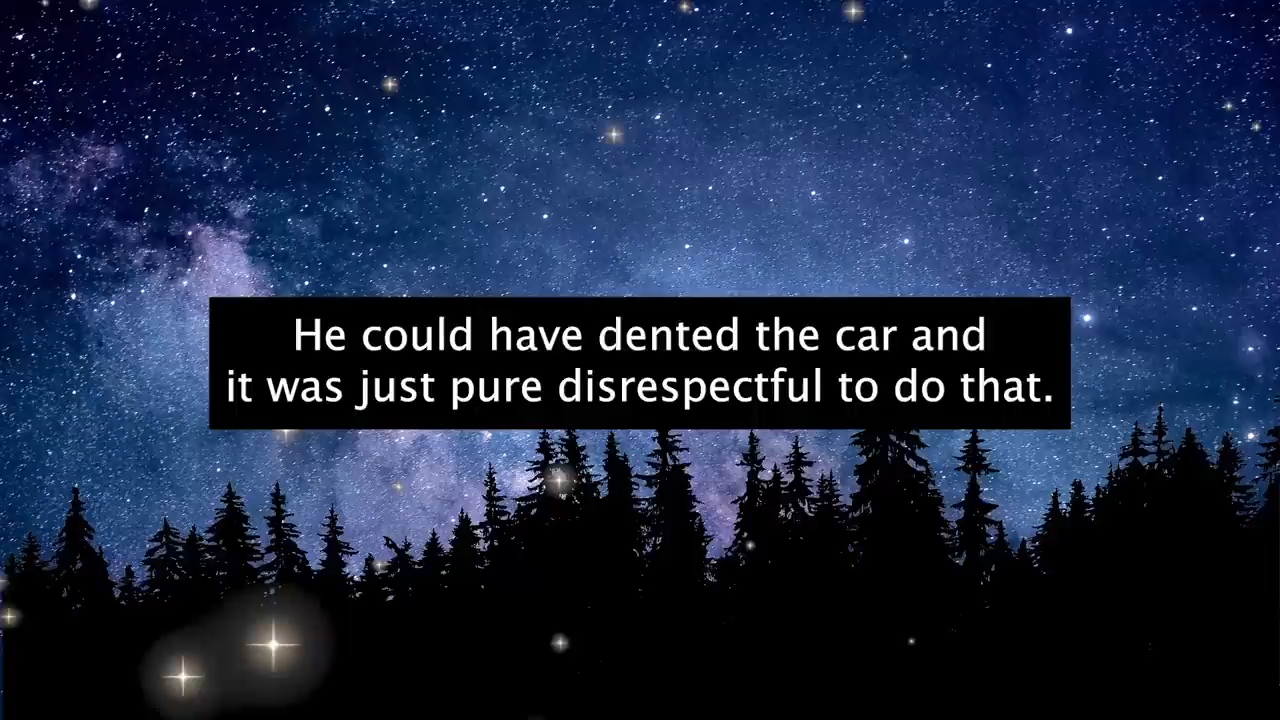 He could have dented the car and
it was just pure disrespectful to do that.